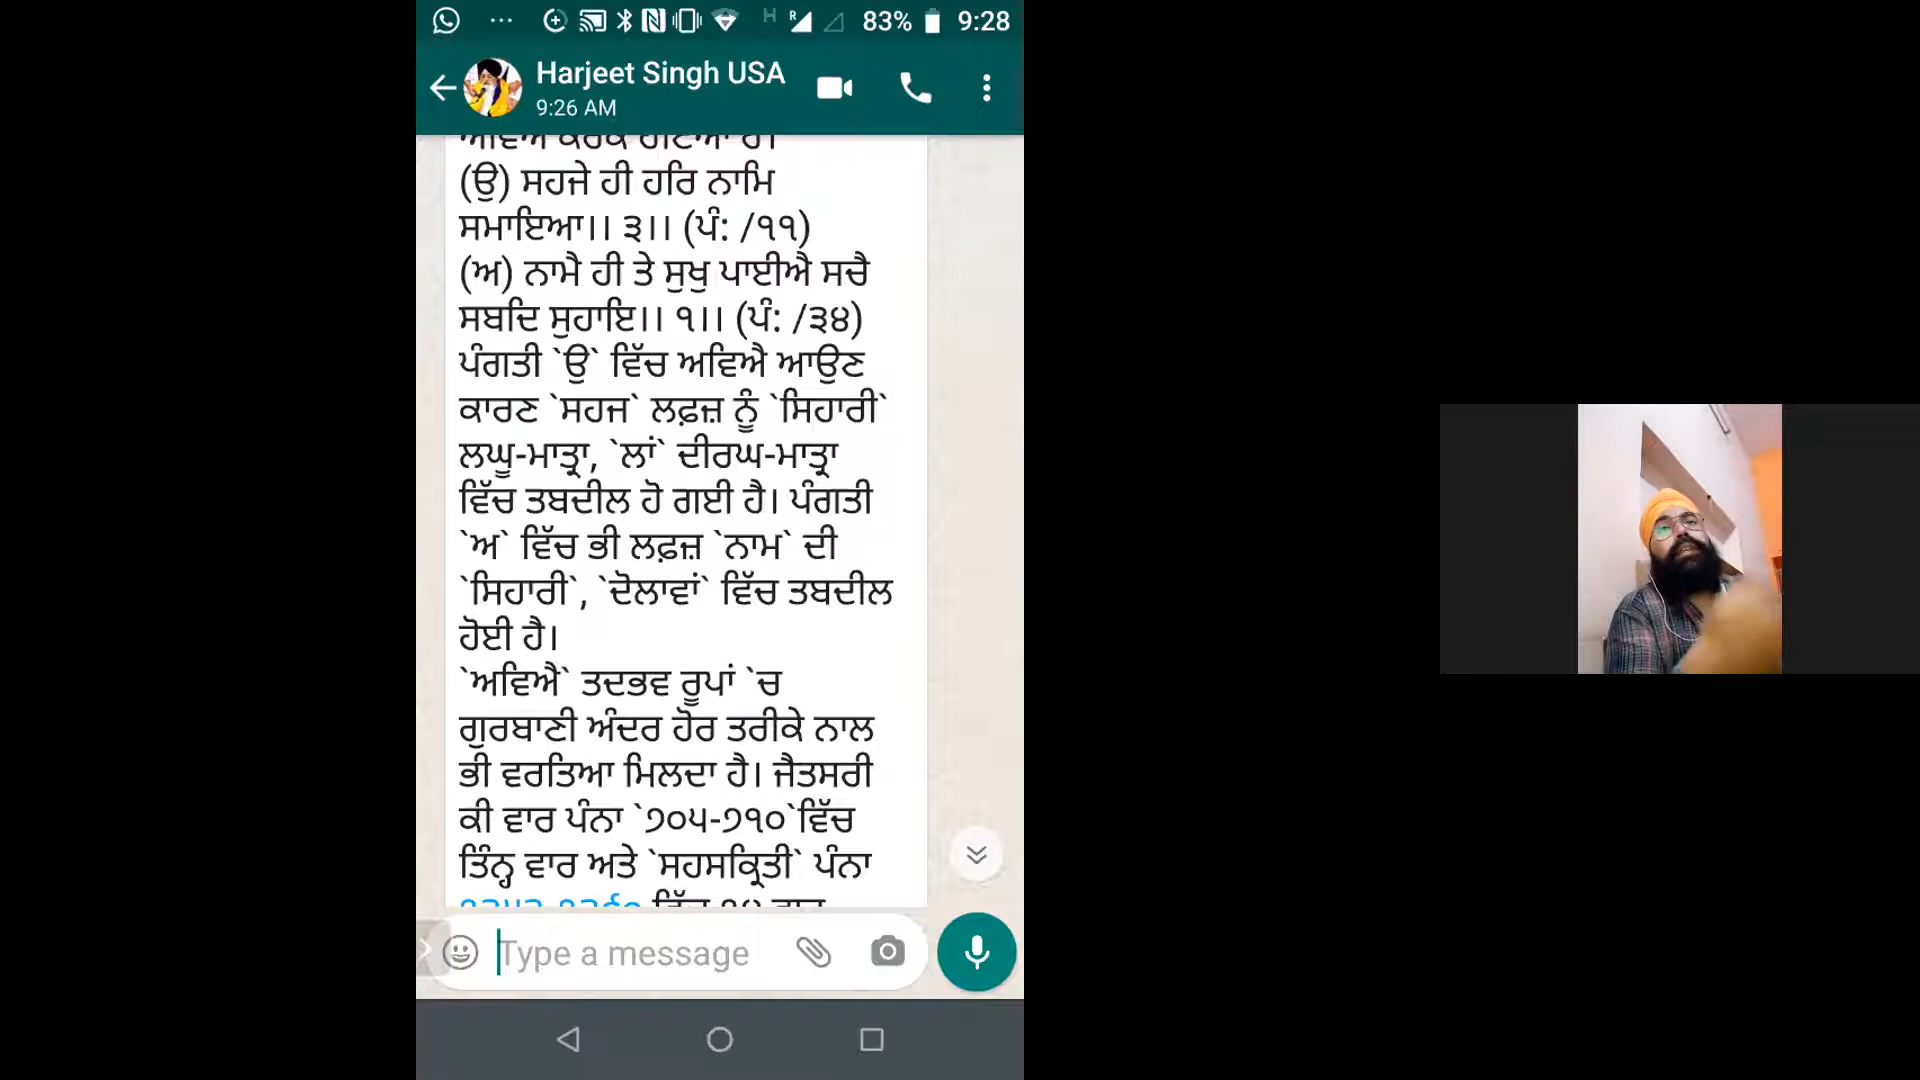 83% 9:28
Harjeet Singh USA
9:26 AM
(ਉ) ਸਹਜੇ ਹੀ ਹਰਿ ਨਾਮਿ
ਸਮਾਇਆ।। ੩।। (ਪੰ: /੧੧)
(ਅ) ਨਾਮੈ ਹੀ ਤੇ ਸੁਖੁ ਪਾਈਐ ਸਚੈ
ਸਬਦਿ ਸੁਹਾਇ।। ੧।। (ਪੰ: /੩੪)
ਪੰਗਤੀ `ਉ` ਵਿੱਚ ਅਵਿਐ ਆਉਣ
ਕਾਰਣ `ਸਹਜ` ਲਫ਼ਜ਼ ਨੂੰ `ਸਿਹਾਰੀ`
ਲਘੂ-ਮਾਤ੍ਰਾ, `ਲਾਂ` ਦੀਰਘ-ਮਾਤ੍ਰਾ
ਵਿੱਚ ਤਬਦੀਲ ਹੋ ਗਈ ਹੈ। ਪੰਗਤੀ
`ਅ` ਵਿੱਚ ਭੀ ਲਫ਼ਜ਼ `ਨਾਮ` ਦੀ
`ਸਿਹਾਰੀ`, `ਦੋਲਾਵਾਂ` ਵਿੱਚ ਤਬਦੀਲ
ਹੋਈ ਹੈ।
`ਅਵਿਐ` ਤਦਭਵ ਰੂਪਾਂ `ਚ
ਗੁਰਬਾਣੀ ਅੰਦਰ ਹੋਰ ਤਰੀਕੇ ਨਾਲ
ਭੀ ਵਰਤਿਆ ਮਿਲਦਾ ਹੈ। ਜੈਤਸਰੀ
ਕੀ ਵਾਰ ਪੰਨਾ `੭੦੫-੭੧੦`ਵਿੱਚ
ਤਿੰਨ੍ਹ ਵਾਰ ਅਤੇ `ਸਹਸਕ੍ਰਿਤੀ` ਪੰਨਾ
Type a message